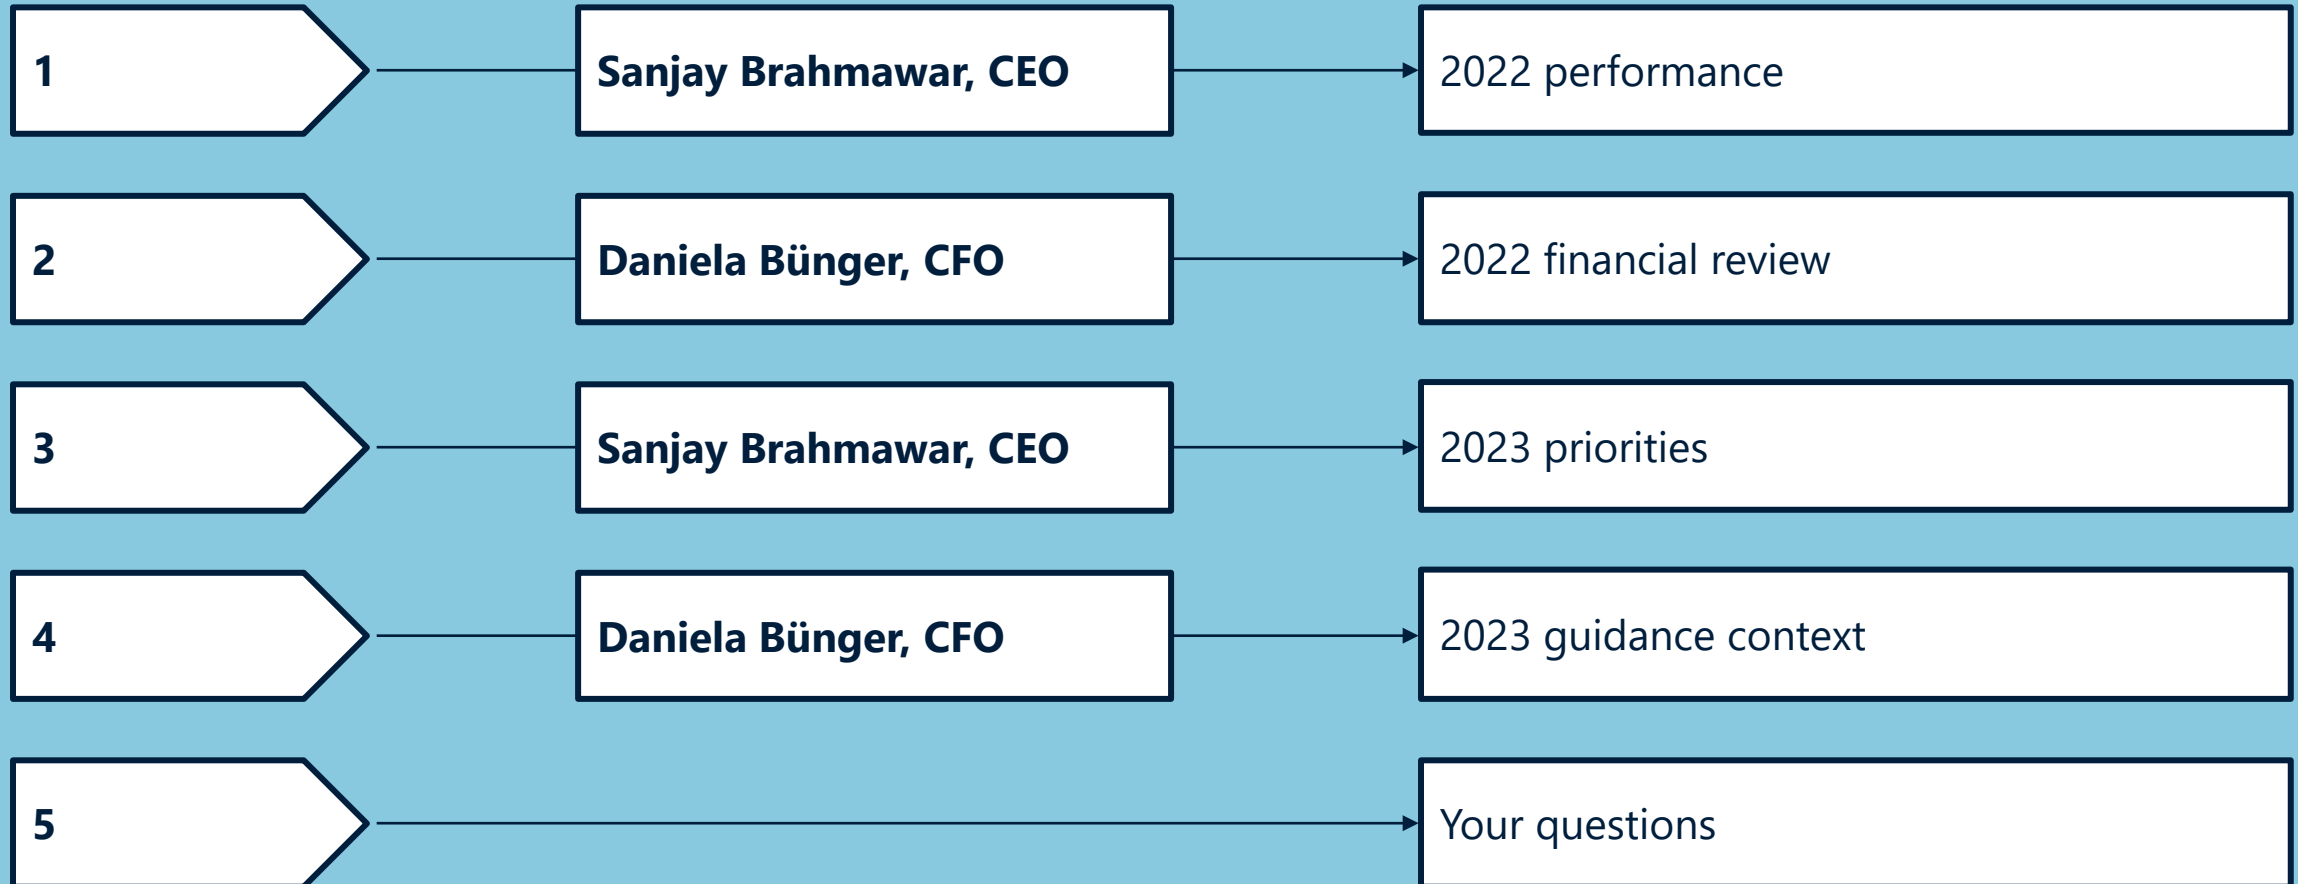 1
Sanjay Brahmawar, CEO
2022 performance
2
Daniela Bünger, CFO
2022 financial review
3
Sanjay Brahmawar, CEO
2023 priorities
4
Daniela Bünger, CFO
2023 guidance context
5
Your questions